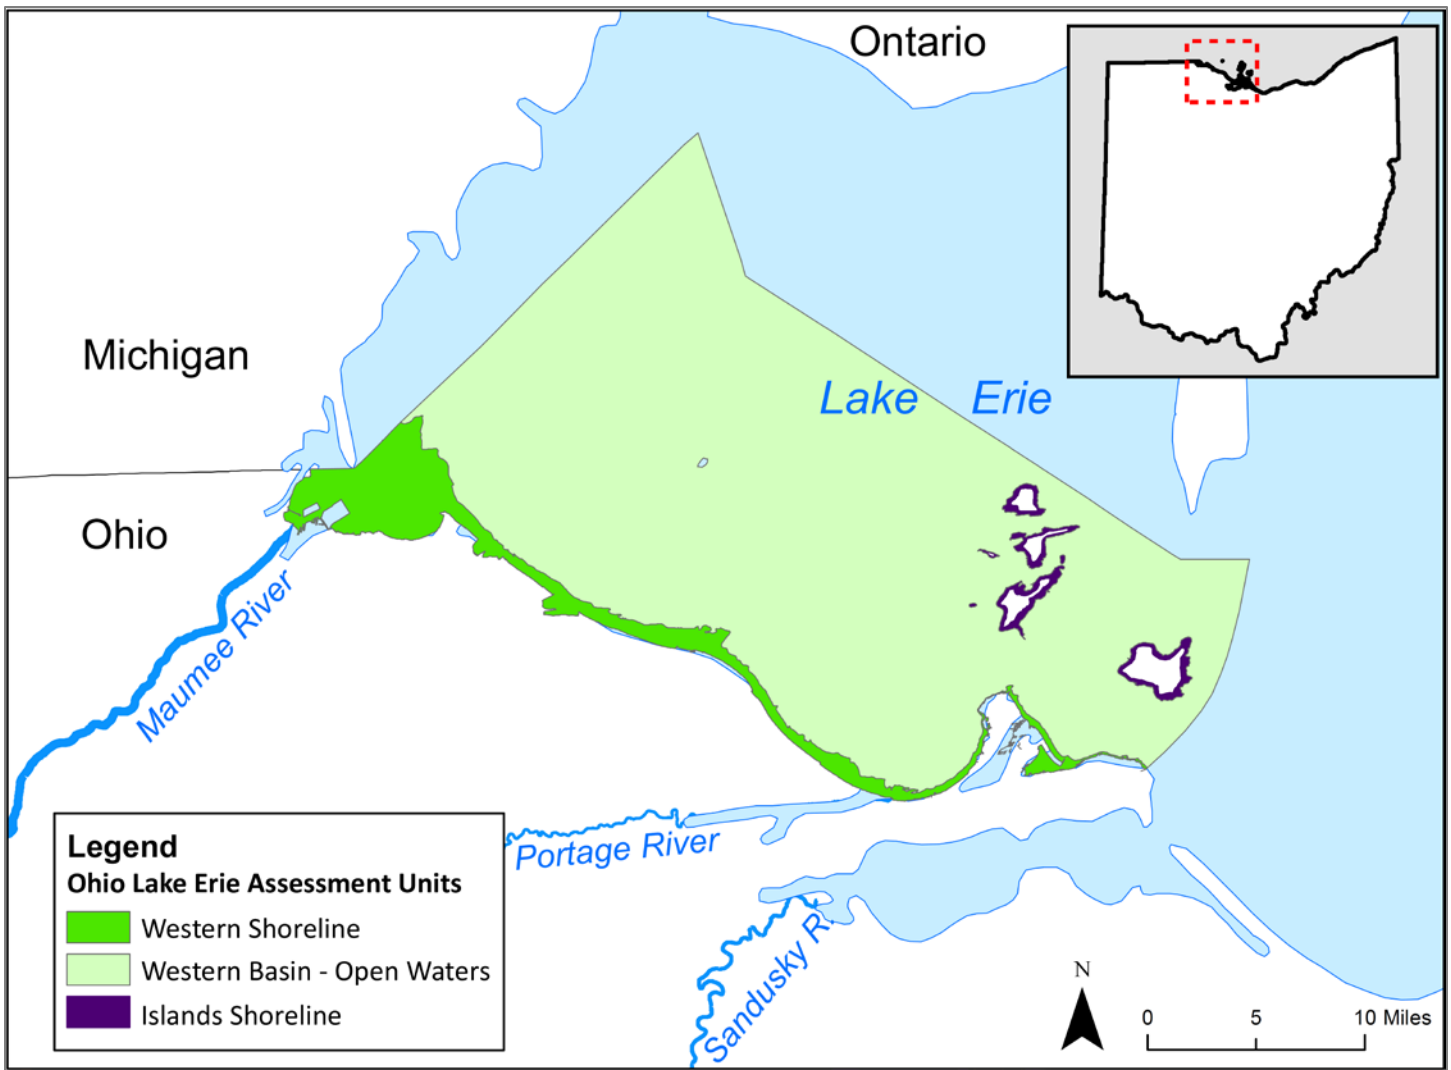 Ontario
Michigan
Lake Erie
Ohio
Maumee River
Portage River
Sandusky R.
Legend
Ohio Lake Erie Assessment Units
Western Shoreline
Western Basin - Open Waters
Islands Shoreline
N
0 5 10 Miles